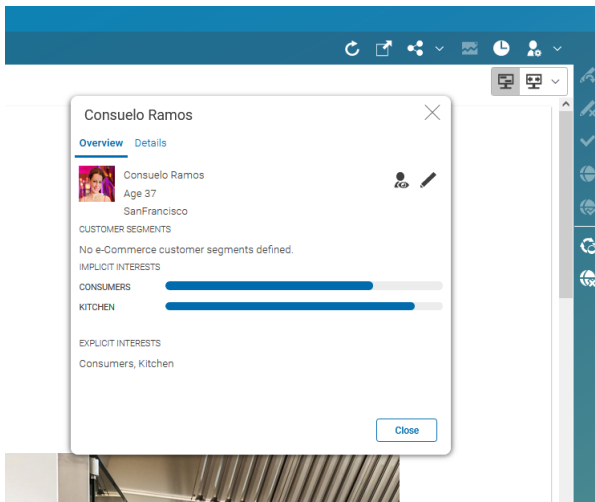 Consuelo Ramos
Overview Details
Consuelo Ramos
Age 37
SanFrancisco
CUSTOMER SEGMENTS
No e-Commerce customer segments defined.
IMPLICIT INTERESTS
CONSUMERS
KITCHEN
EXPLICIT INTERESTS
Consumers, Kitchen
Close